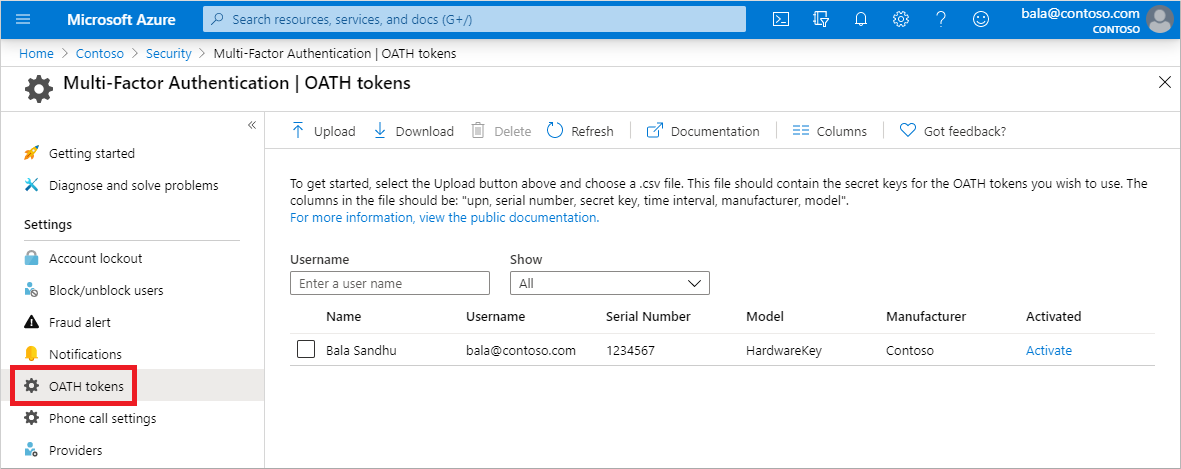 Microsoft Azure
Search resources, services, and docs (G+/)
bala@contoso.com
CONTOSO
Home > Contoso > Security > Multi-Factor Authentication | OATH tokens
Multi-Factor Authentication | OATH tokens
Getting started
Diagnose and solve problems
Settings
Account lockout
Block/unblock users
Fraud alert
Notifications
OATH tokens
Phone call settings
Providers
Upload Download Delete Refresh Documentation Columns Got feedback?
To get started, select the Upload button above and choose a .csv file. This file should contain the secret keys for the OATH tokens you wish to use. The
columns in the file should be: "upn, serial number, secret key, time interval, manufacturer, model".
For more information, view the public documentation.
Username Show
Enter a user name All
Name Username Serial Number Model Manufacturer Activated
Bala Sandhu bala@contoso.com 1234567 HardwareKey Contoso Activate